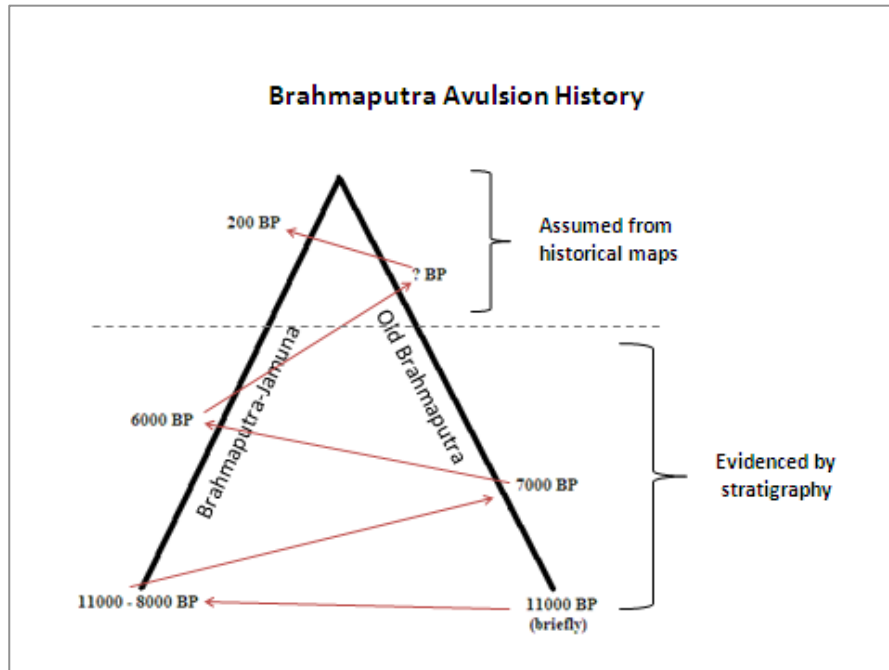 Brahmaputra Avulsion History
200 BP
Assumed from
historical maps
? BP
Brahmaputra-Jamuna
Old Brahmaputra
6000 BP
7000 BP
Evidenced by
stratigraphy
11000 - 8000 BP
11000 BP
(briefly)